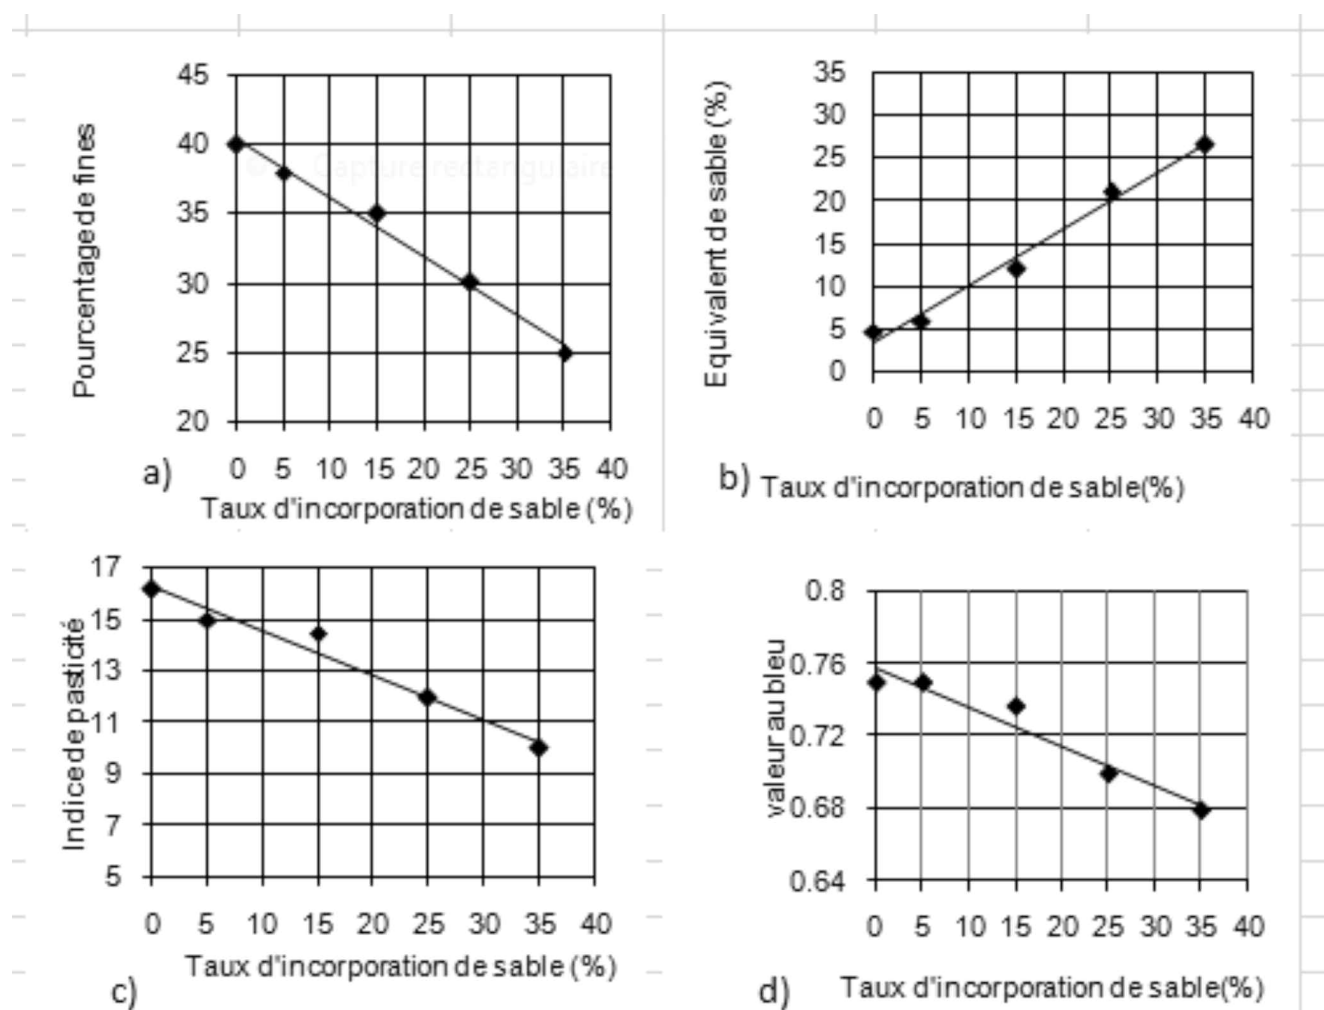 45
40
35
30
25
20
Pourcentage de fines
0 5 10 15 20 25 30 35 40
a)
Taux d'incorporation de sable (%)
© Capture rectangulaire
35
30
25
20
15
10
5
0
Equivalent de sable (%)
0 5 10 15 20 25 30 35 40
b)
Taux d'incorporation de sable(%)
17
15
13
11
9
7
5
Indice de pasticité
0 5 10 15 20 25 30 35 40
Taux d'incorporation de sable (%)
c)
0.8
0.76
0.72
0.68
0.64
valeur au bleu
0 5 10 15 20 25 30 35 40
d)
Taux d'incorporation de sable(%)